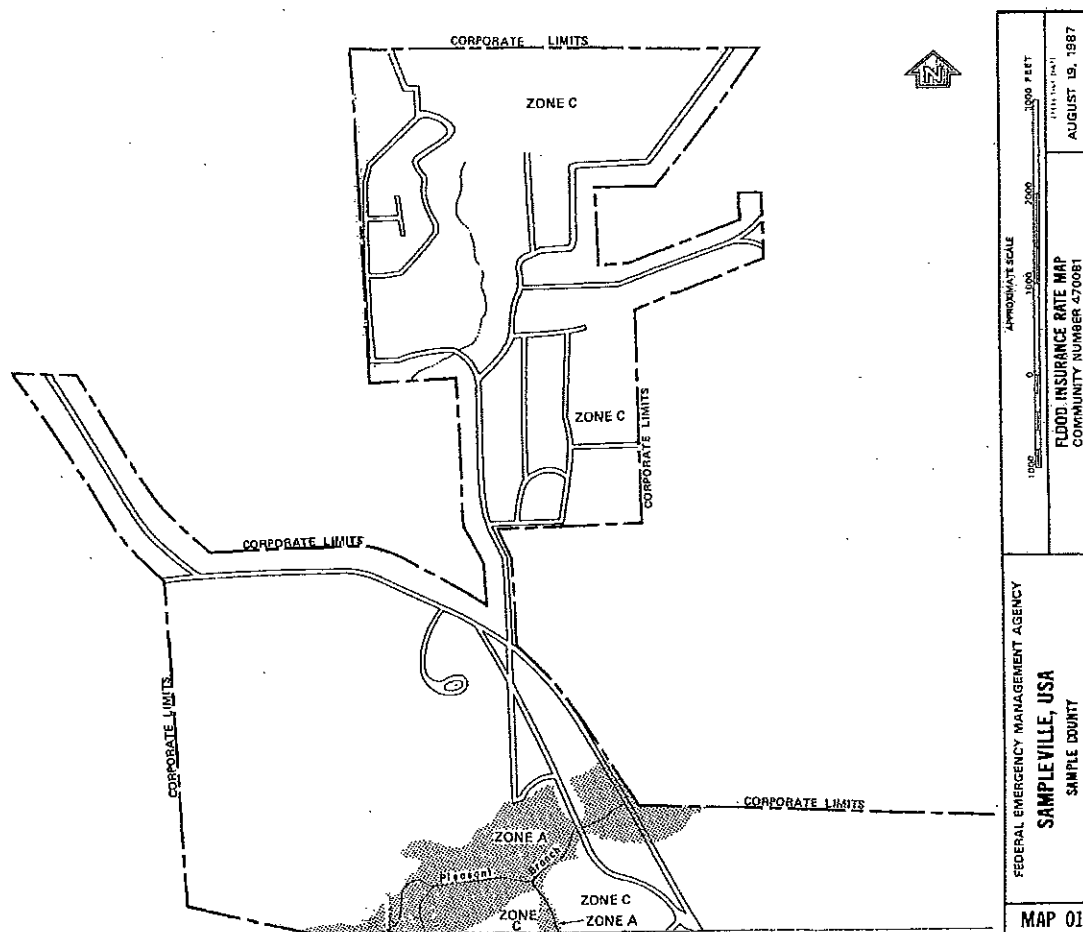 CORPORATE LIMITS
ZONE C
N
ZONE C
CORPORATE LIMITS
CORPORATE LIMITS
CORPORATE LIMITS
CORPORATE LIMITS
ZONE A
Pleasant Branch
ZONE C
ZONE
C
ZONE A
APPROXIMATE SCALE
1000 0 1000 2000 3000 FEET
FLOOD INSURANCE RATE MAP
COMMUNITY NUMBER 470081
AUGUST 19, 1987
FEDERAL EMERGENCY MANAGEMENT AGENCY
SAMPLEVILLE, USA
SAMPLE COUNTY
MAP 01